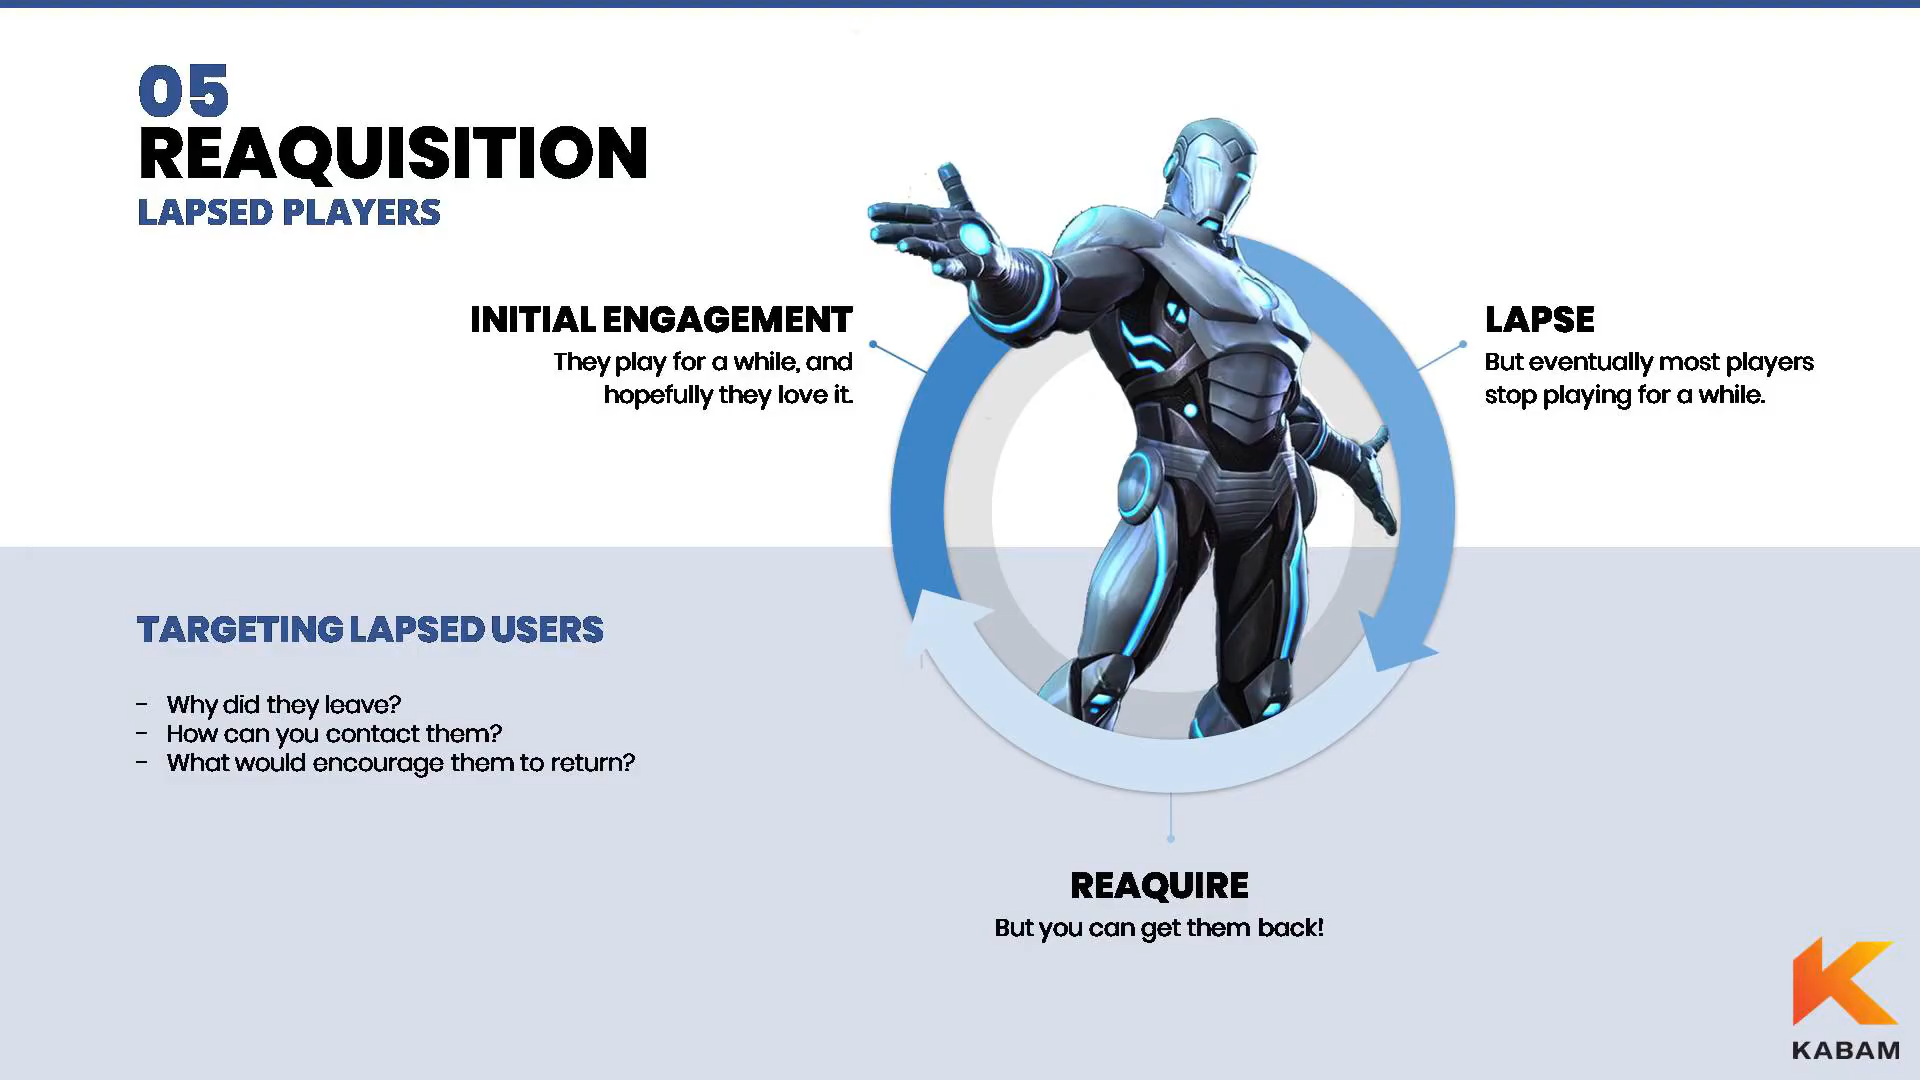 05
REAQUISITION
LAPSED PLAYERS
INITIAL ENGAGEMENT
They play for a while, and
hopefully they love it.
LAPSE
But eventually most players
stop playing for a while.
TARGETING LAPSED USERS
- Why did they leave?
- How can you contact them?
- What would encourage them to return?
REAQUIRE
But you can get them back!
KABAM